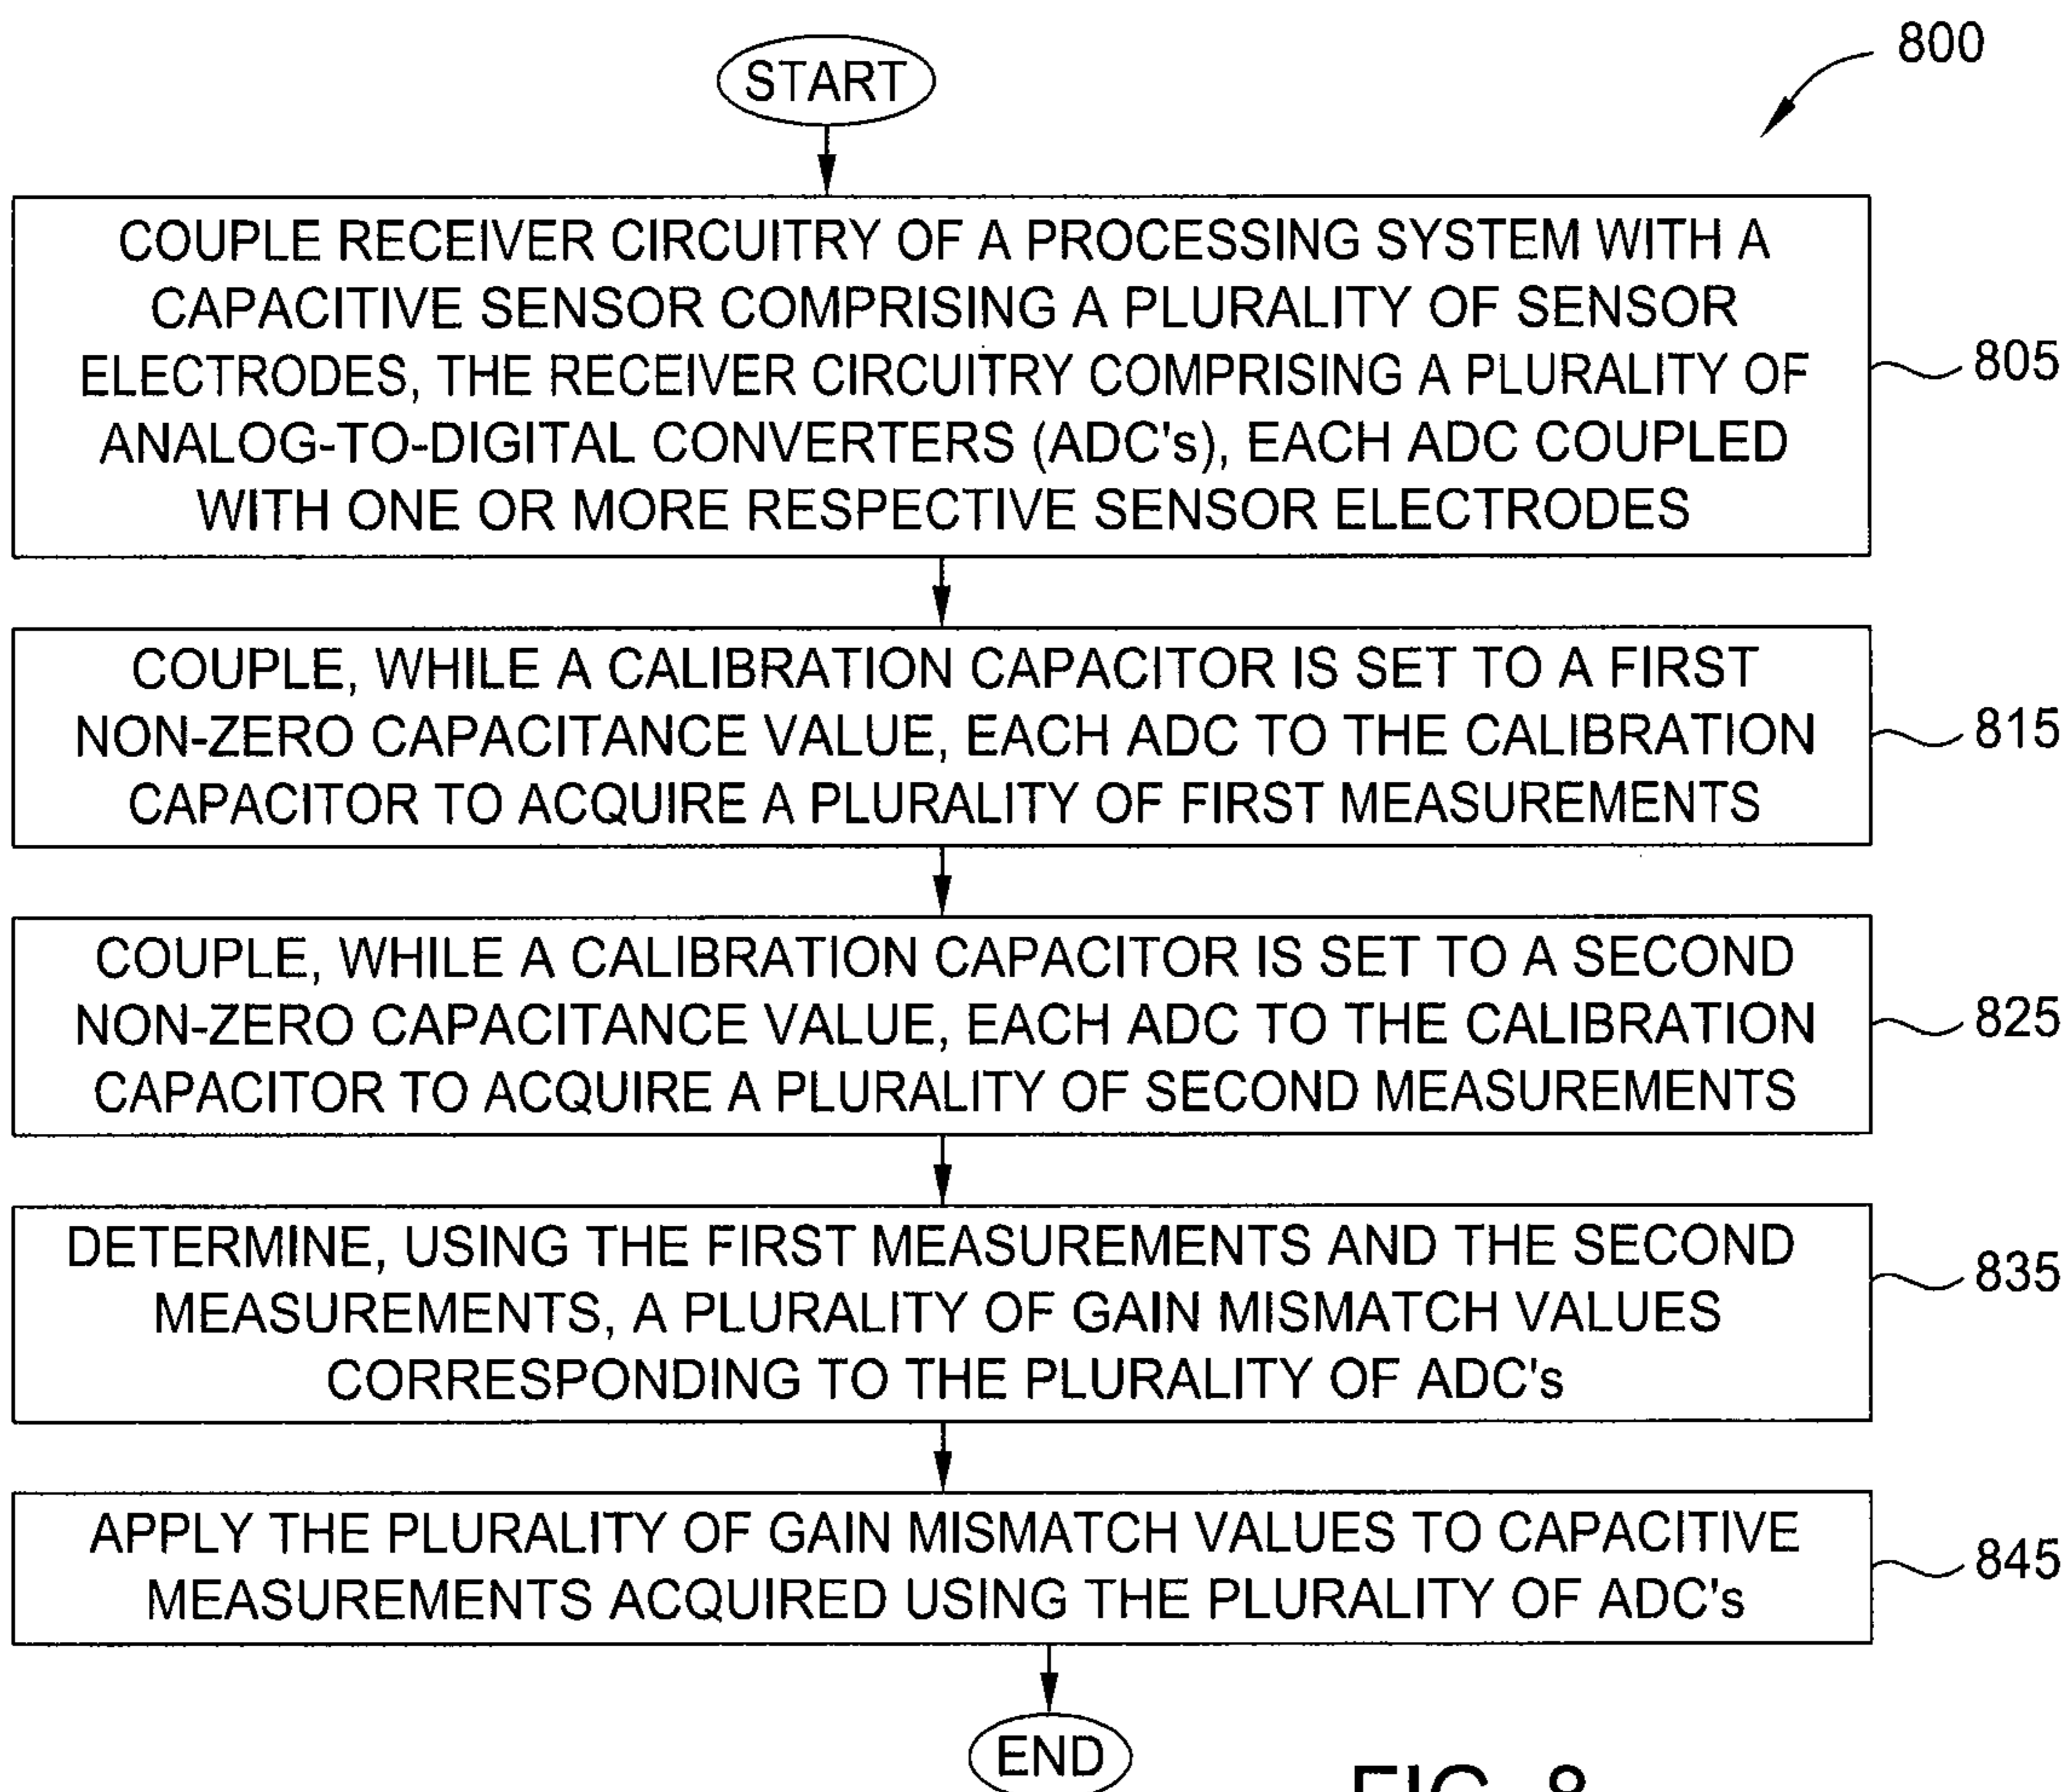 800
START
COUPLE RECEIVER CIRCUITRY OF A PROCESSING SYSTEM WITH A
CAPACITIVE SENSOR COMPRISING A PLURALITY OF SENSOR
ELECTRODES, THE RECEIVER CIRCUITRY COMPRISING A PLURALITY OF
ANALOG-TO-DIGITAL CONVERTERS (ADC's), EACH ADC COUPLED
WITH ONE OR MORE RESPECTIVE SENSOR ELECTRODES
805
COUPLE, WHILE A CALIBRATION CAPACITOR IS SET TO A FIRST
NON-ZERO CAPACITANCE VALUE, EACH ADC TO THE CALIBRATION
CAPACITOR TO ACQUIRE A PLURALITY OF FIRST MEASUREMENTS
815
COUPLE, WHILE A CALIBRATION CAPACITOR IS SET TO A SECOND
NON-ZERO CAPACITANCE VALUE, EACH ADC TO THE CALIBRATION
CAPACITOR TO ACQUIRE A PLURALITY OF SECOND MEASUREMENTS
825
DETERMINE, USING THE FIRST MEASUREMENTS AND THE SECOND
MEASUREMENTS, A PLURALITY OF GAIN MISMATCH VALUES
CORRESPONDING TO THE PLURALITY OF ADC's
835
APPLY THE PLURALITY OF GAIN MISMATCH VALUES TO CAPACITIVE
MEASUREMENTS ACQUIRED USING THE PLURALITY OF ADC's
845
END
FIG. 8